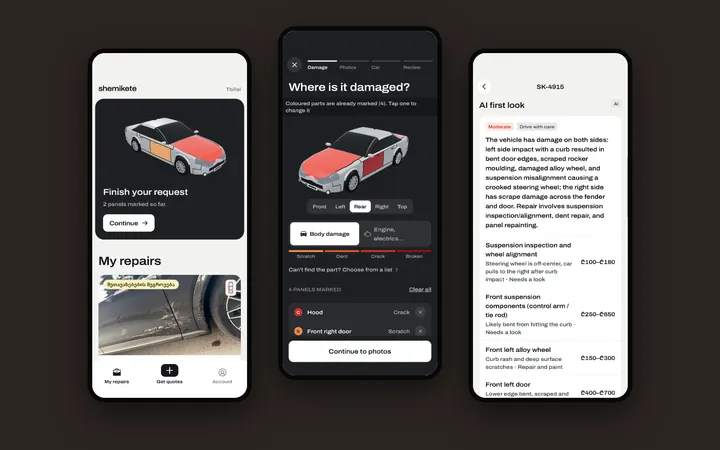 shemikete
Tbilisi
Finish your request
2 panels marked so far.
Continue →
My repairs
შეთავაზებების შეგროვება
My repairs
Get quotes
Account
Damage
Photos
Car
Review
Where is it damaged?
Coloured parts are already marked (4). Tap one to
change it
Front
Left
Rear
Right
Top
Body damage
Engine,
electrics...
Scratch
Dent
Crack
Broken
Can't find the part? Choose from a list
4 PANELS MARKED
Clear all
C Hood
Crack
S Front right door
Scratch
Continue to photos
SK-4915
AI first look
AI
Moderate
Drive with care
The vehicle has damage on both sides:
left side impact with a curb resulted in
bent door edges, scraped rocker
moulding, damaged alloy wheel, and
suspension misalignment causing a
crooked steering wheel; the right side
has scrape damage across the fender
and door. Repair involves suspension
inspection/alignment, dent repair, and
panel repainting.
Suspension inspection and
wheel alignment
Steering wheel is off-center, car
pulls to the right after curb
impact · Needs a look
₾100–₾180
Front suspension
components (control arm /
tie rod)
Likely bent from hitting the curb ·
Needs a look
₾250–₾650
Front left alloy wheel
Curb rash and deep surface
scratches · Repair and paint
₾150–₾300
Front left door
Lower edge bent, scraped and
₾400–₾700